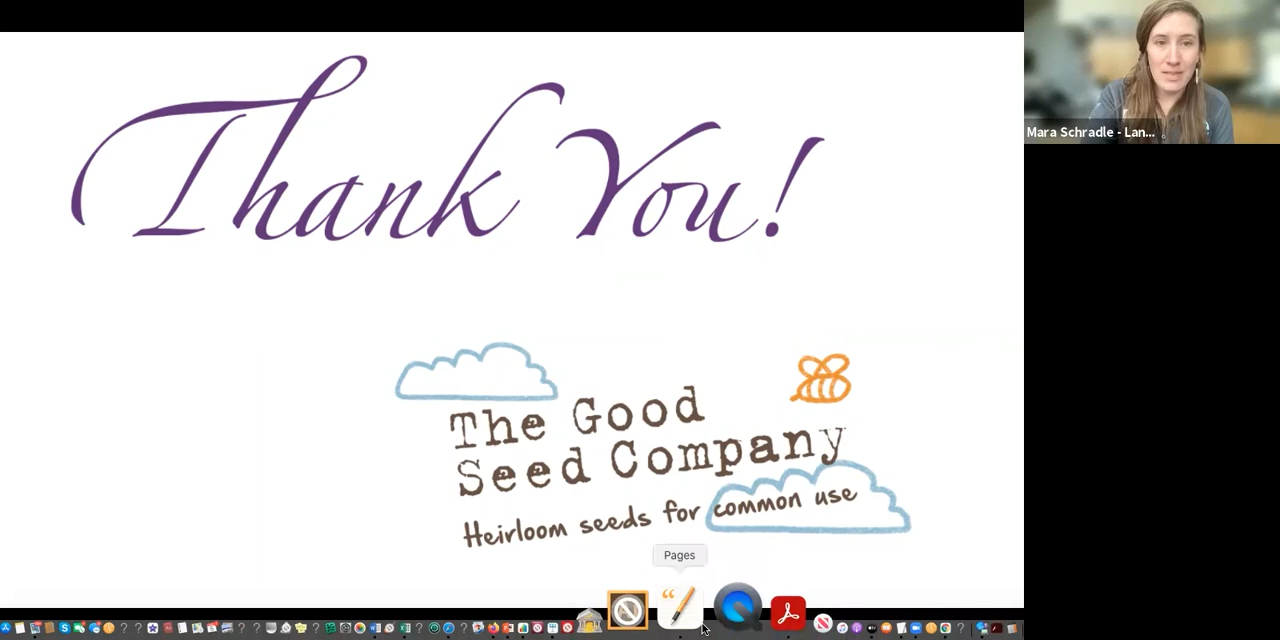 Mara Schradle - Lan...
Thank You!
The Good
Seed Company
Heirloom seeds for common use
Pages